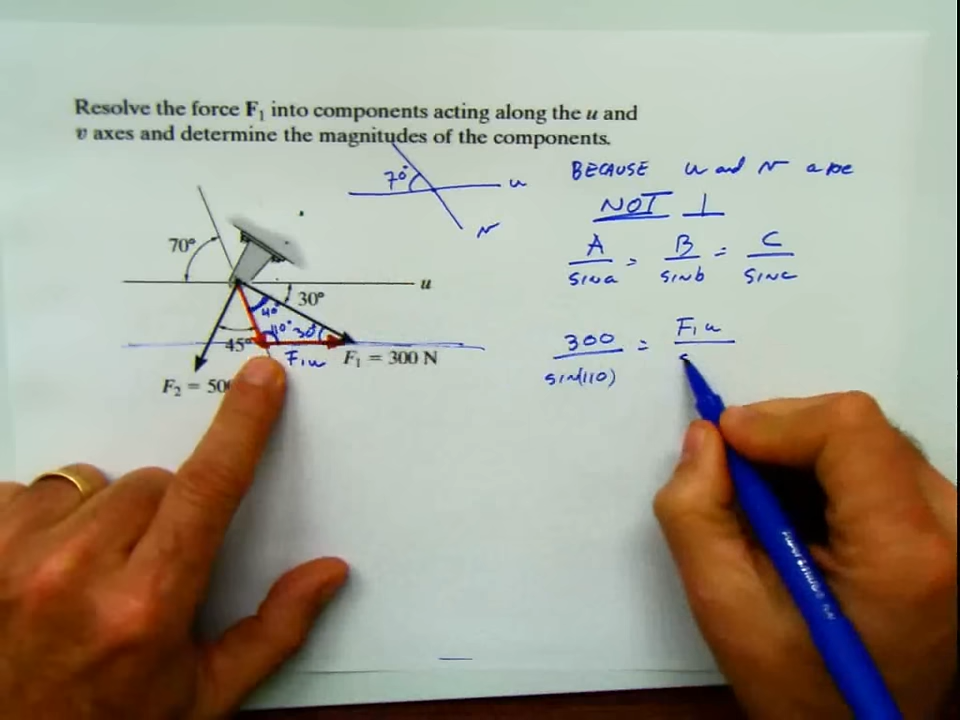 Resolve the force F₁ into components acting along the u and
v axes and determine the magnitudes of the components.
70°
u
v
BECAUSE u and v are
NOT ⊥
A/sin a = B/sin b = C/sin c
70°
u
30°
40°
110° 30°
45°
F₁u
F₁ = 300 N
F₂ = 50
300/sin(110) = F₁u/s